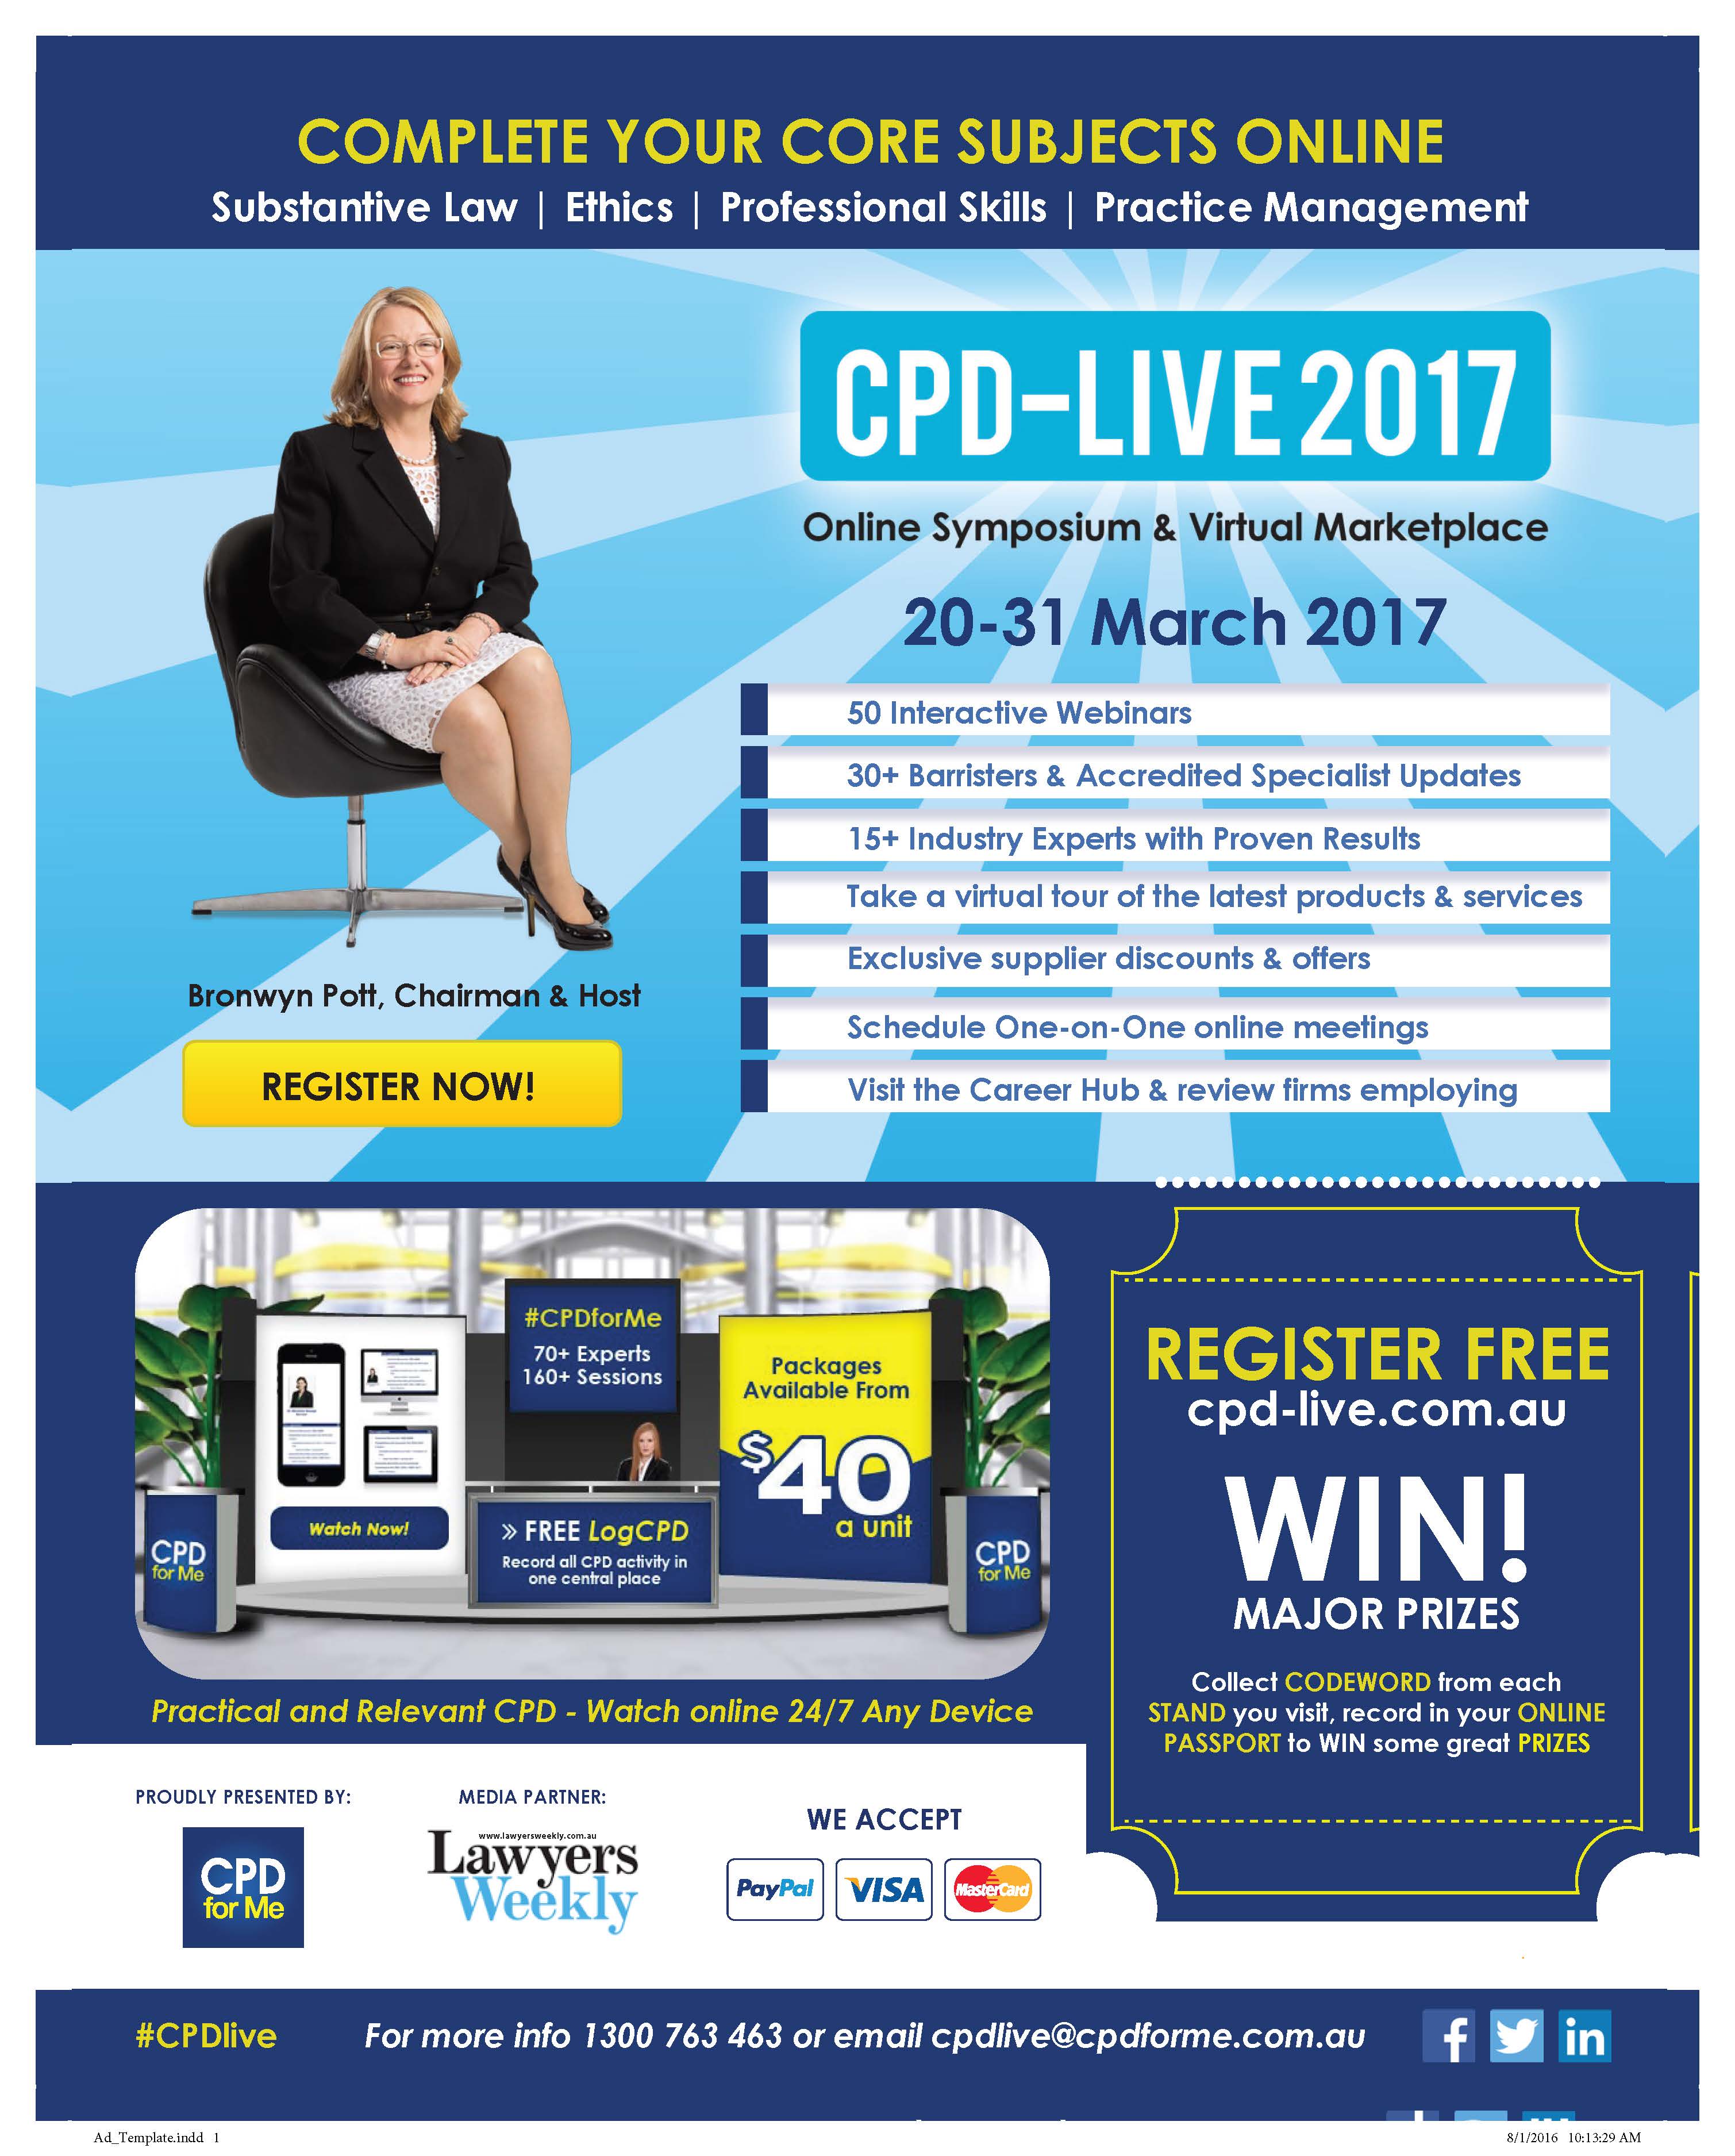 COMPLETE YOUR CORE SUBJECTS ONLINE
Substantive Law | Ethics | Professional Skills | Practice Management
CPD-LIVE 2017
Online Symposium & Virtual Marketplace
20-31 March 2017
50 Interactive Webinars
30+ Barristers & Accredited Specialist Updates
15+ Industry Experts with Proven Results
Take a virtual tour of the latest products & services
Exclusive supplier discounts & offers
Schedule One-on-One online meetings
Visit the Career Hub & review firms employing
Bronwyn Pott, Chairman & Host
REGISTER NOW!
#CPDforMe
70+ Experts
160+ Sessions
Packages
Available From
$40
a unit
Watch Now!
» FREE LogCPD
Record all CPD activity in
one central place
CPD
for Me
CPD
for Me
Practical and Relevant CPD - Watch online 24/7 Any Device
REGISTER FREE
cpd-live.com.au
WIN!
MAJOR PRIZES
Collect CODEWORD from each
STAND you visit, record in your ONLINE
PASSPORT to WIN some great PRIZES
PROUDLY PRESENTED BY:
CPD
for Me
MEDIA PARTNER:
www.lawyersweekly.com.au
Lawyers
Weekly
WE ACCEPT
PayPal
VISA
MasterCard
#CPDlive
For more info 1300 763 463 or email cpdlive@cpdforme.com.au
f
in
Ad_Template.indd 1
8/1/2016 10:13:29 AM